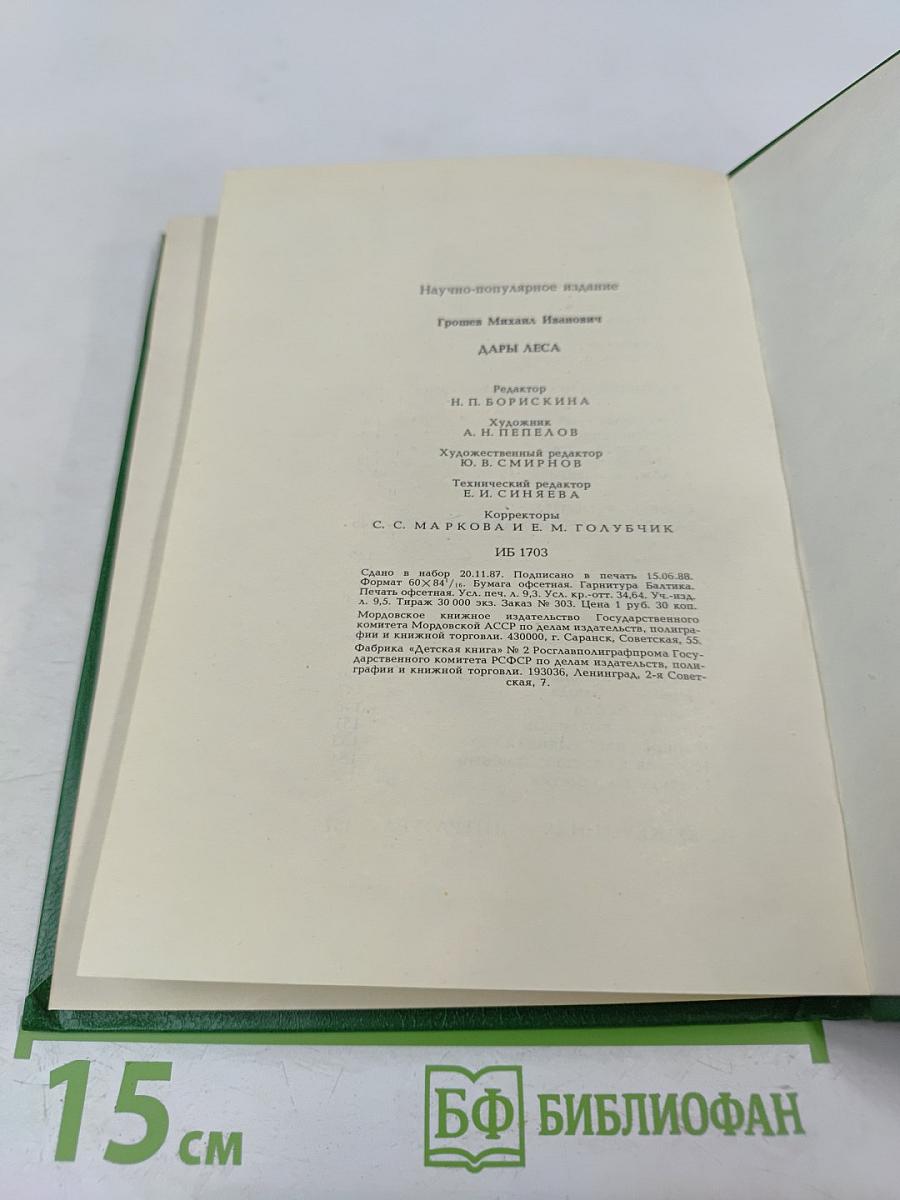 Научно-популярное издание
Грошев Михаил Иванович
ДАРЫ ЛЕСА
Редактор
Н. П. БОРИСКИНА
Художник
А. Н. ПЕПЕЛОВ
Художественный редактор
Ю. В. СМИРНОВ
Технический редактор
Е. И. СИНЯЕВА
Корректоры
С. С. МАРКОВА И Е. М. ГОЛУБЧИК
ИБ 1703
Сдано в набор 20.11.87. Подписано в печать 15.06.88.
Формат 60×84¹/₁₆. Бумага офсетная. Гарнитура Балтика.
Печать офсетная. Усл. печ. л. 9,3. Усл. кр.-отт. 34,64. Уч.-изд.
л. 9,5. Тираж 30 000 экз. Заказ № 303. Цена 1 руб. 30 коп.
Мордовское книжное издательство Государственного
комитета Мордовской АССР по делам издательств, полигра-
фии и книжной торговли. 430000, г. Саранск, Советская, 55.
Фабрика «Детская книга» № 2 Росглавполиграфпрома Госу-
дарственного комитета РСФСР по делам издательств, поли-
графии и книжной торговли. 193036, Ленинград, 2-я Совет-
ская, 7.
15 см
БФ БИБЛИОФАН